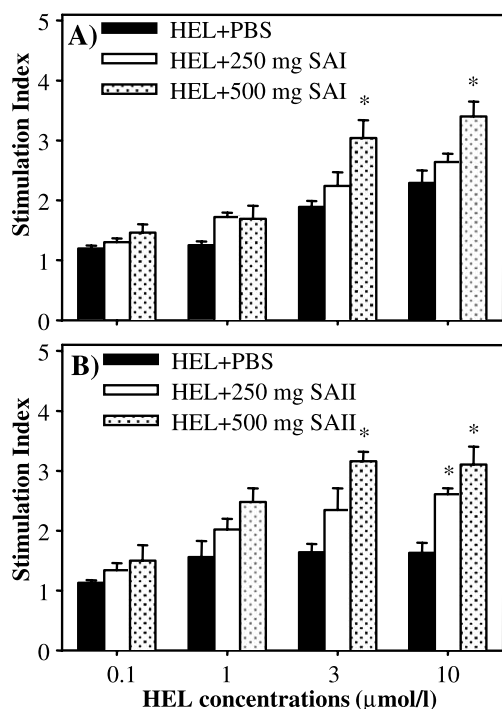 A)
HEL+PBS
HEL+250 mg SAI
HEL+500 mg SAI
Stimulation Index
5
4
3
2
1
0
* *
B)
HEL+PBS
HEL+250 mg SAII
HEL+500 mg SAII
Stimulation Index
5
4
3
2
1
0
* * *
0.1 1 3 10
HEL concentrations (μmol/l)